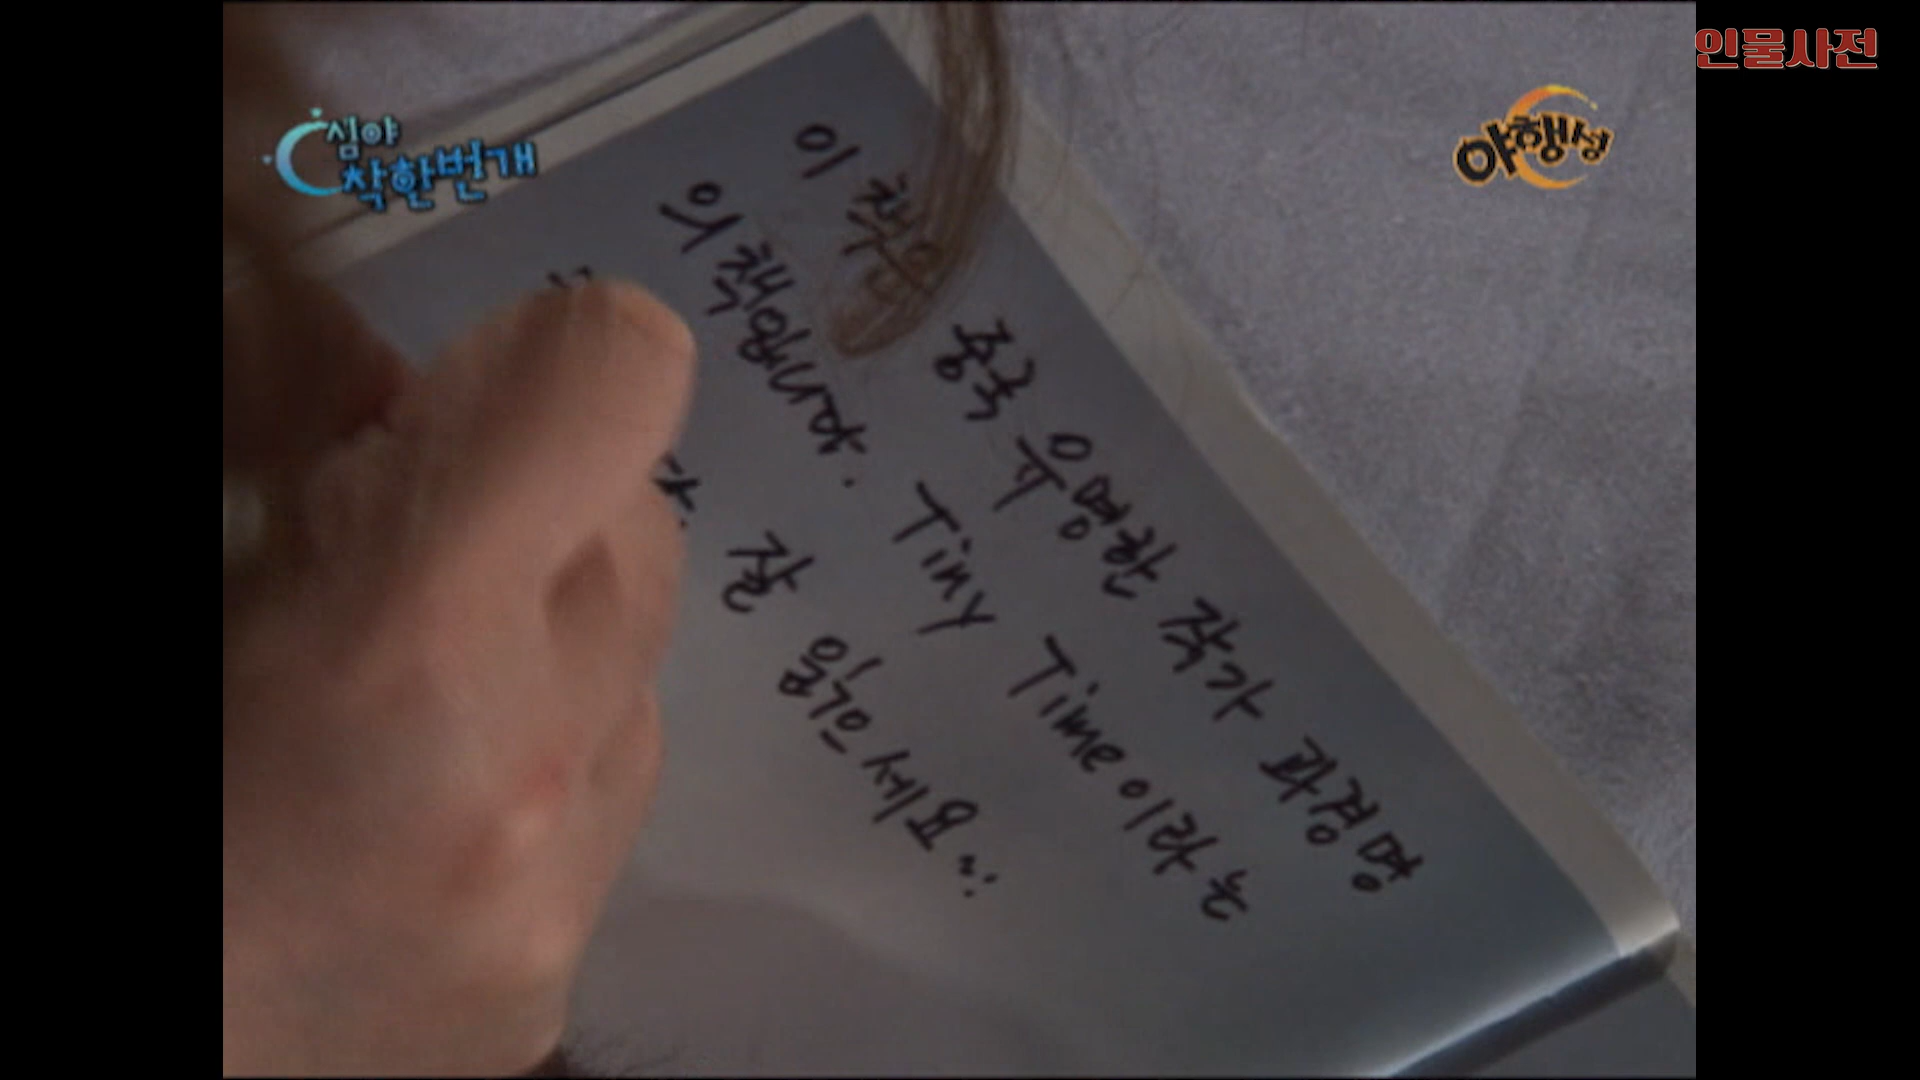 인물사전
심야
착한번개
야행성
이 책은 중국 유명한 작가 곽경명
의 책입니다. Tiny Time이라는
다. 잘 읽으세요~: